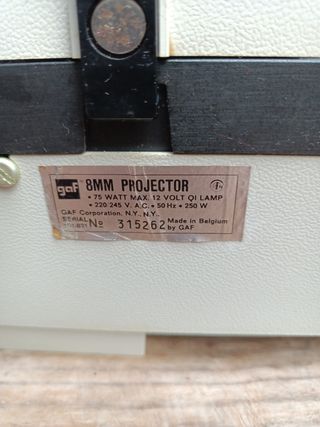 gaf 8MM PROJECTOR
• 75 WATT MAX. 12 VOLT QI LAMP
• 220 245 V. A.C. • 50 Hz • 250 W
GAF Corporation, N.Y., N.Y.
SERIAL Nº 315262 Made in Belgium
by GAF